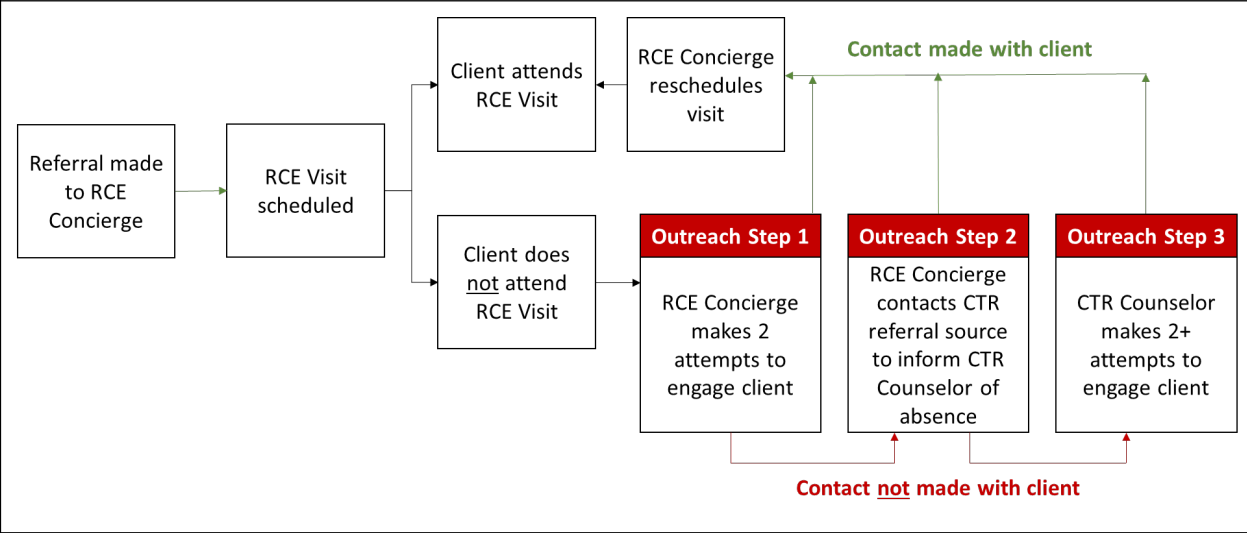 Referral made
to RCE
Concierge
RCE Visit
scheduled
Client attends
RCE Visit
RCE Concierge
reschedules
visit
Contact made with client
Client does
not attend
RCE Visit
Outreach Step 1
RCE Concierge
makes 2
attempts to
engage client
Outreach Step 2
RCE Concierge
contacts CTR
referral source
to inform CTR
Counselor of
absence
Outreach Step 3
CTR Counselor
makes 2+
attempts to
engage client
Contact not made with client